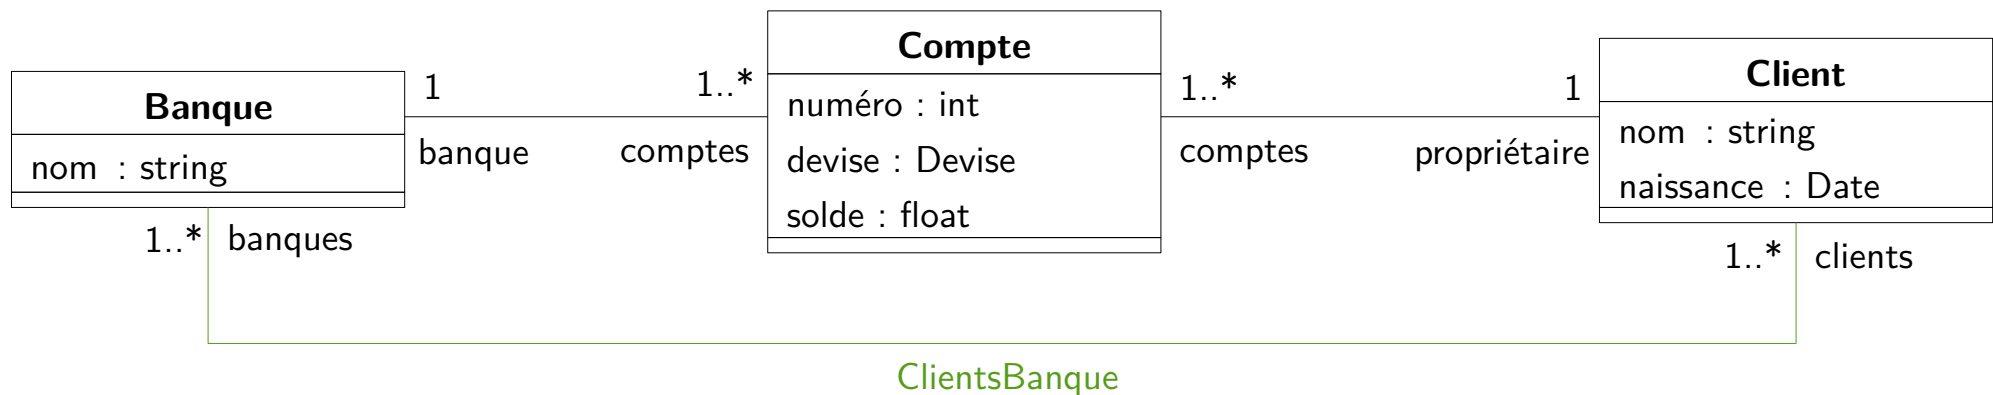 Banque
nom : string
1
banque
1..*
comptes
Compte
numéro : int
devise : Devise
solde : float
1..*
comptes
1
propriétaire
Client
nom : string
naissance : Date
1..*
banques
1..*
clients
ClientsBanque